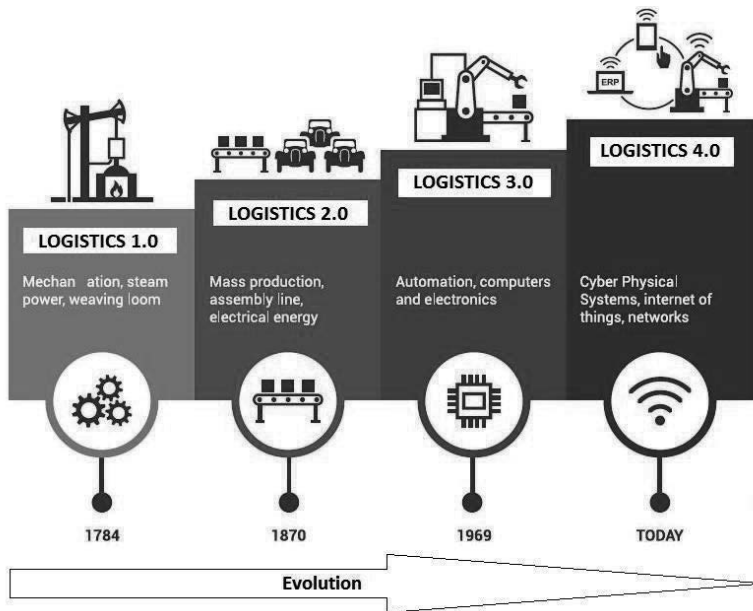 ERP
LOGISTICS 1.0
LOGISTICS 2.0
LOGISTICS 3.0
LOGISTICS 4.0
Mechan ation, steam
power, weaving loom
Mass production,
assembly line,
electrical energy
Automation, computers
and electronics
Cyber Physical
Systems, internet of
things, networks
1784
1870
1969
TODAY
Evolution